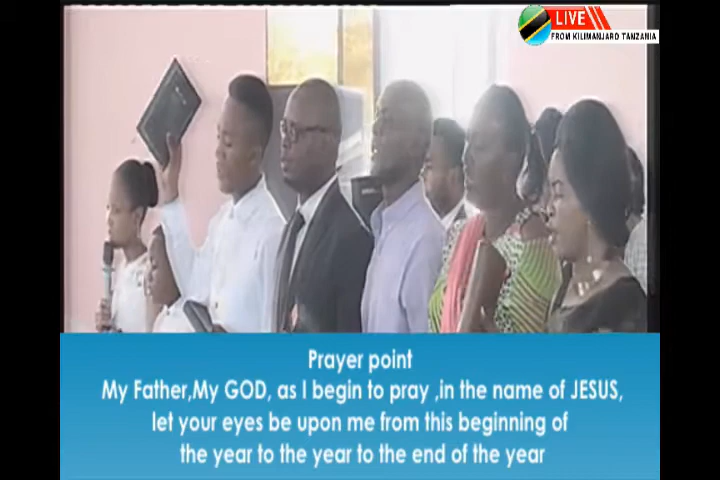 LIVE
FROM KILIMANJARO TANZANIA
Prayer point
My Father,My GOD, as I begin to pray ,in the name of JESUS,
let your eyes be upon me from this beginning of
the year to the year to the end of the year